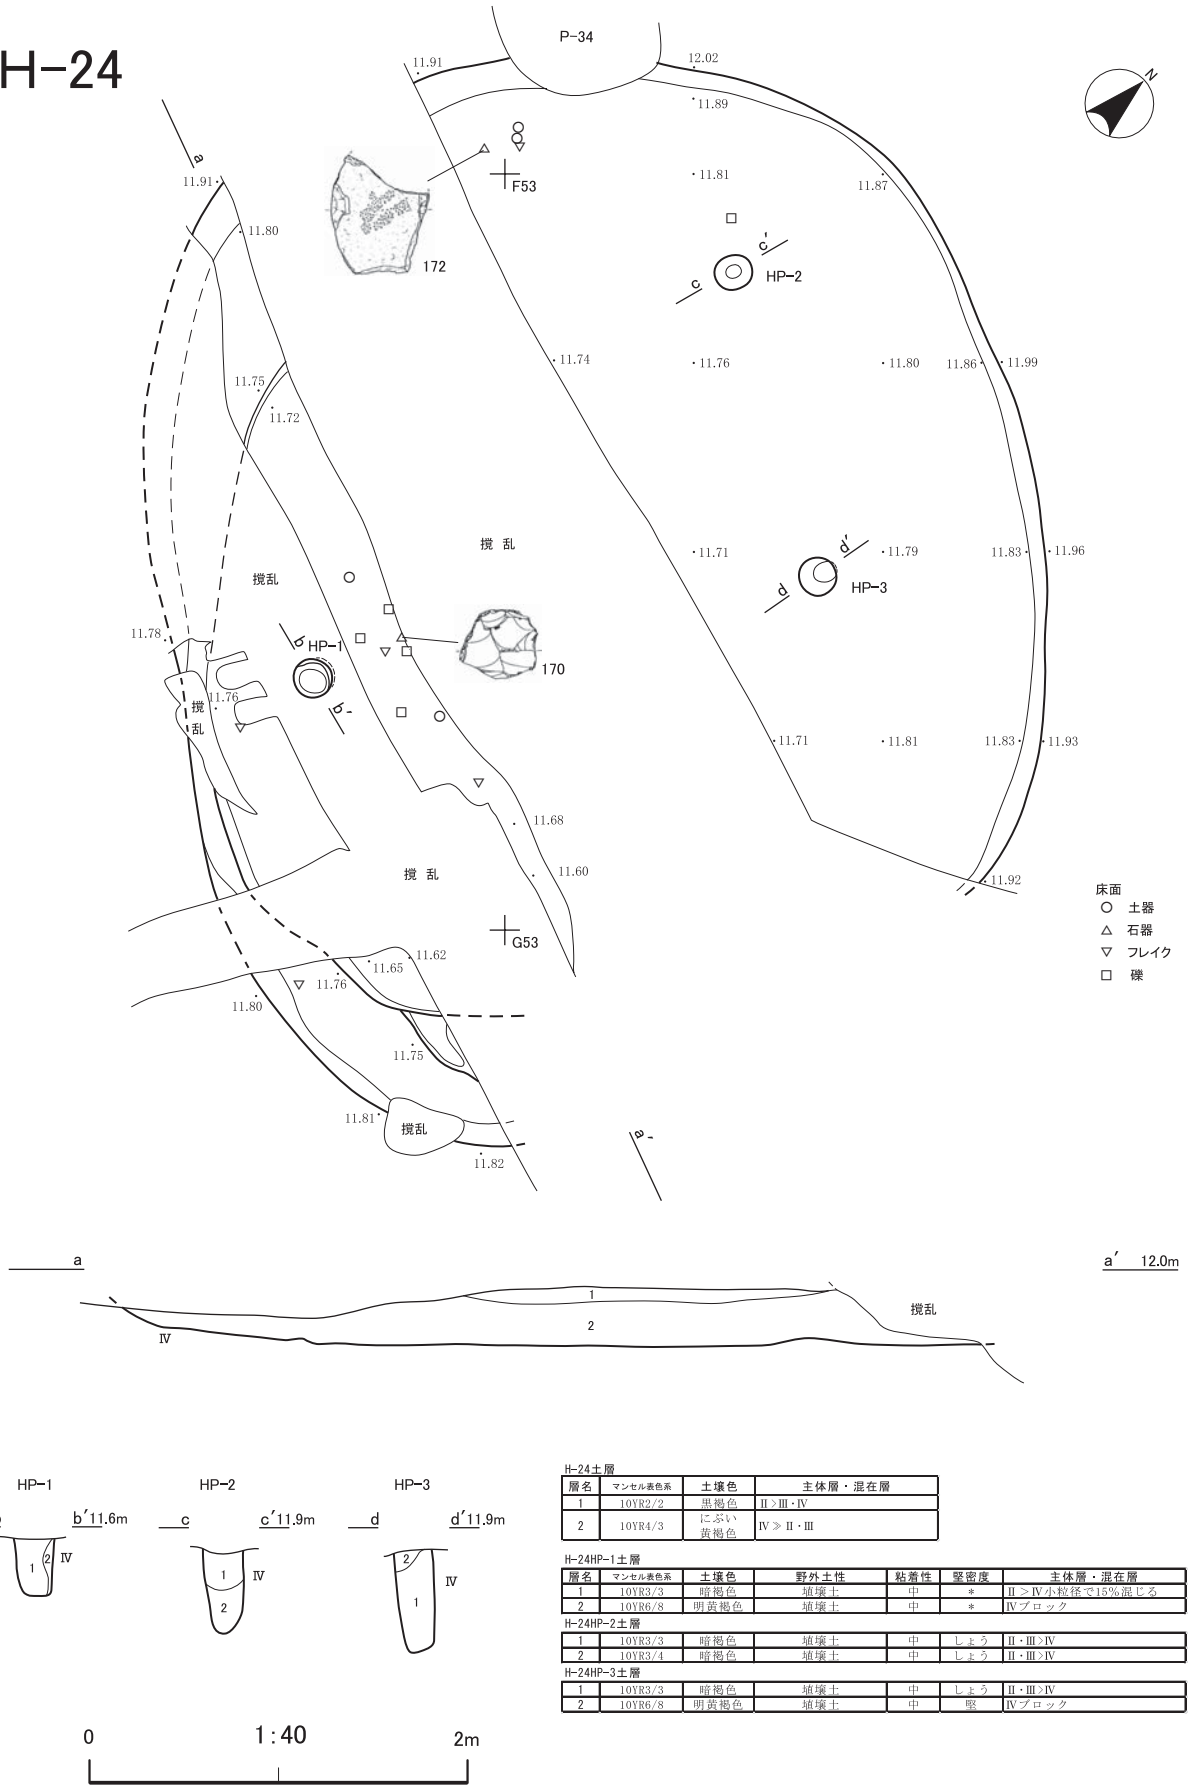 H-24
P-34
N
11.91
12.02
11.89
a
11.91
F53
11.81
11.87
11.80
172
c'
c
HP-2
11.74
11.76
11.80
11.86
11.99
11.75
11.72
撹乱
11.71
d'
11.79
11.83
11.96
撹乱
d
HP-3
11.78
b
HP-1
170
11.76
撹乱
b'
11.71
11.81
11.83
11.93
11.68
撹乱
11.60
11.92
床面
土器
石器
フレイク
礫
G53
11.62
11.65
11.76
11.80
11.75
11.81
撹乱
a'
11.82
a
a' 12.0m
1
撹乱
2
Ⅳ
HP-1
HP-2
HP-3
b'11.6m
c
c'11.9m
d
d'11.9m
1
2
Ⅳ
1
2
Ⅳ
2
1
Ⅳ
H-24土層
層名 マンセル表色系 土壌色 主体層・混在層
1 10YR2/2 黒褐色 Ⅱ>Ⅲ・Ⅳ
2 10YR4/3 にぶい黄褐色 Ⅳ≫Ⅱ・Ⅲ
H-24HP-1土層
層名 マンセル表色系 土壌色 野外土性 粘着性 堅密度 主体層・混在層
1 10YR3/3 暗褐色 埴壌土 中 * Ⅱ>Ⅳ小粒径で15%混じる
2 10YR6/8 明黄褐色 埴壌土 中 * Ⅳブロック
H-24HP-2土層
1 10YR3/3 暗褐色 埴壌土 中 しょう Ⅱ・Ⅲ>Ⅳ
2 10YR3/4 暗褐色 埴壌土 中 しょう Ⅱ・Ⅲ>Ⅳ
H-24HP-3土層
1 10YR3/3 暗褐色 埴壌土 中 しょう Ⅱ・Ⅲ>Ⅳ
2 10YR6/8 明黄褐色 埴壌土 中 堅 Ⅳブロック
0 1:40 2m